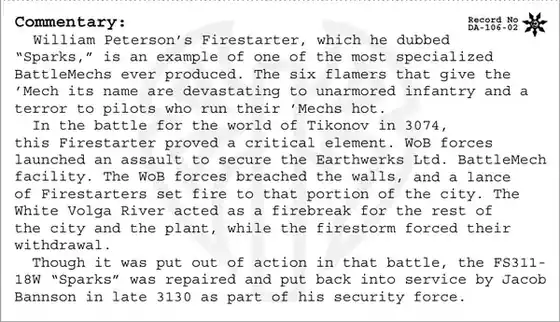 Commentary:
Record No
DA-106-02
William Peterson’s Firestarter, which he dubbed
“Sparks,” is an example of one of the most specialized
BattleMechs ever produced. The six flamers that give the
’Mech its name are devastating to unarmored infantry and a
terror to pilots who run their ‘Mechs hot.
In the battle for the world of Tikonov in 3074,
this Firestarter proved a critical element. WoB forces
launched an assault to secure the Earthwerks Ltd. BattleMech
facility. The WoB forces breached the walls, and a lance
of Firestarters set fire to that portion of the city. The
White Volga River acted as a firebreak for the rest of
the city and the plant, while the firestorm forced their
withdrawal.
Though it was put out of action in that battle, the FS311-
18W “Sparks” was repaired and put back into service by Jacob
Bannson in late 3130 as part of his security force.